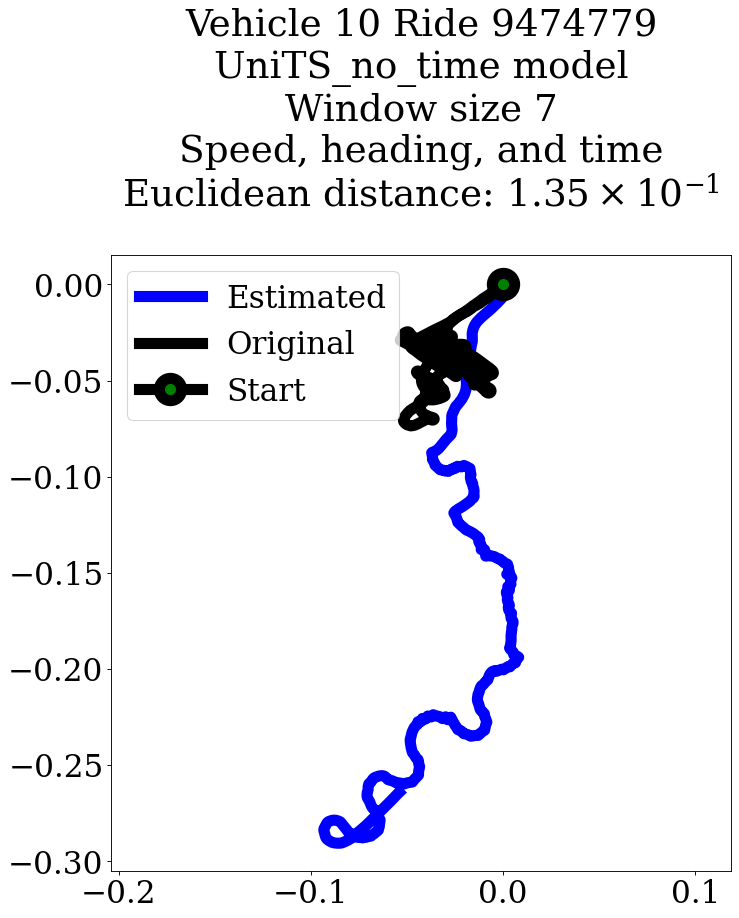 Vehicle 10 Ride 9474779
UniTS_no_time model
Window size 7
Speed, heading, and time
Euclidean distance: 1.35 × 10⁻¹
Estimated
Original
Start
0.00
−0.05
−0.10
−0.15
−0.20
−0.25
−0.30
−0.2 −0.1 0.0 0.1